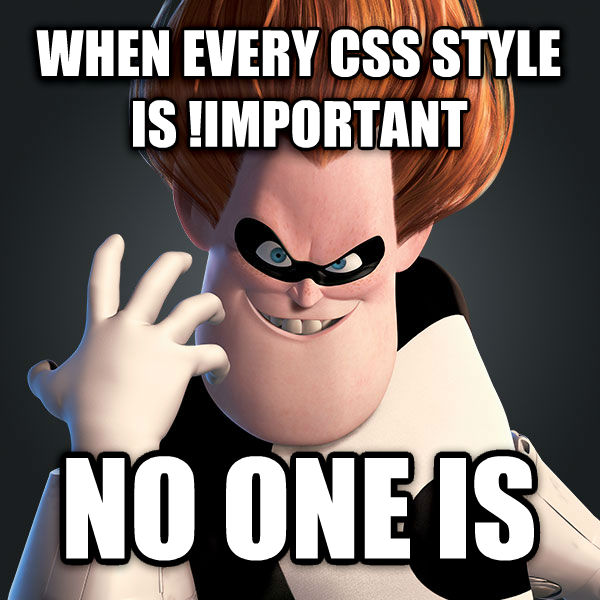 WHEN EVERY CSS STYLE
IS !IMPORTANT
NO ONE IS